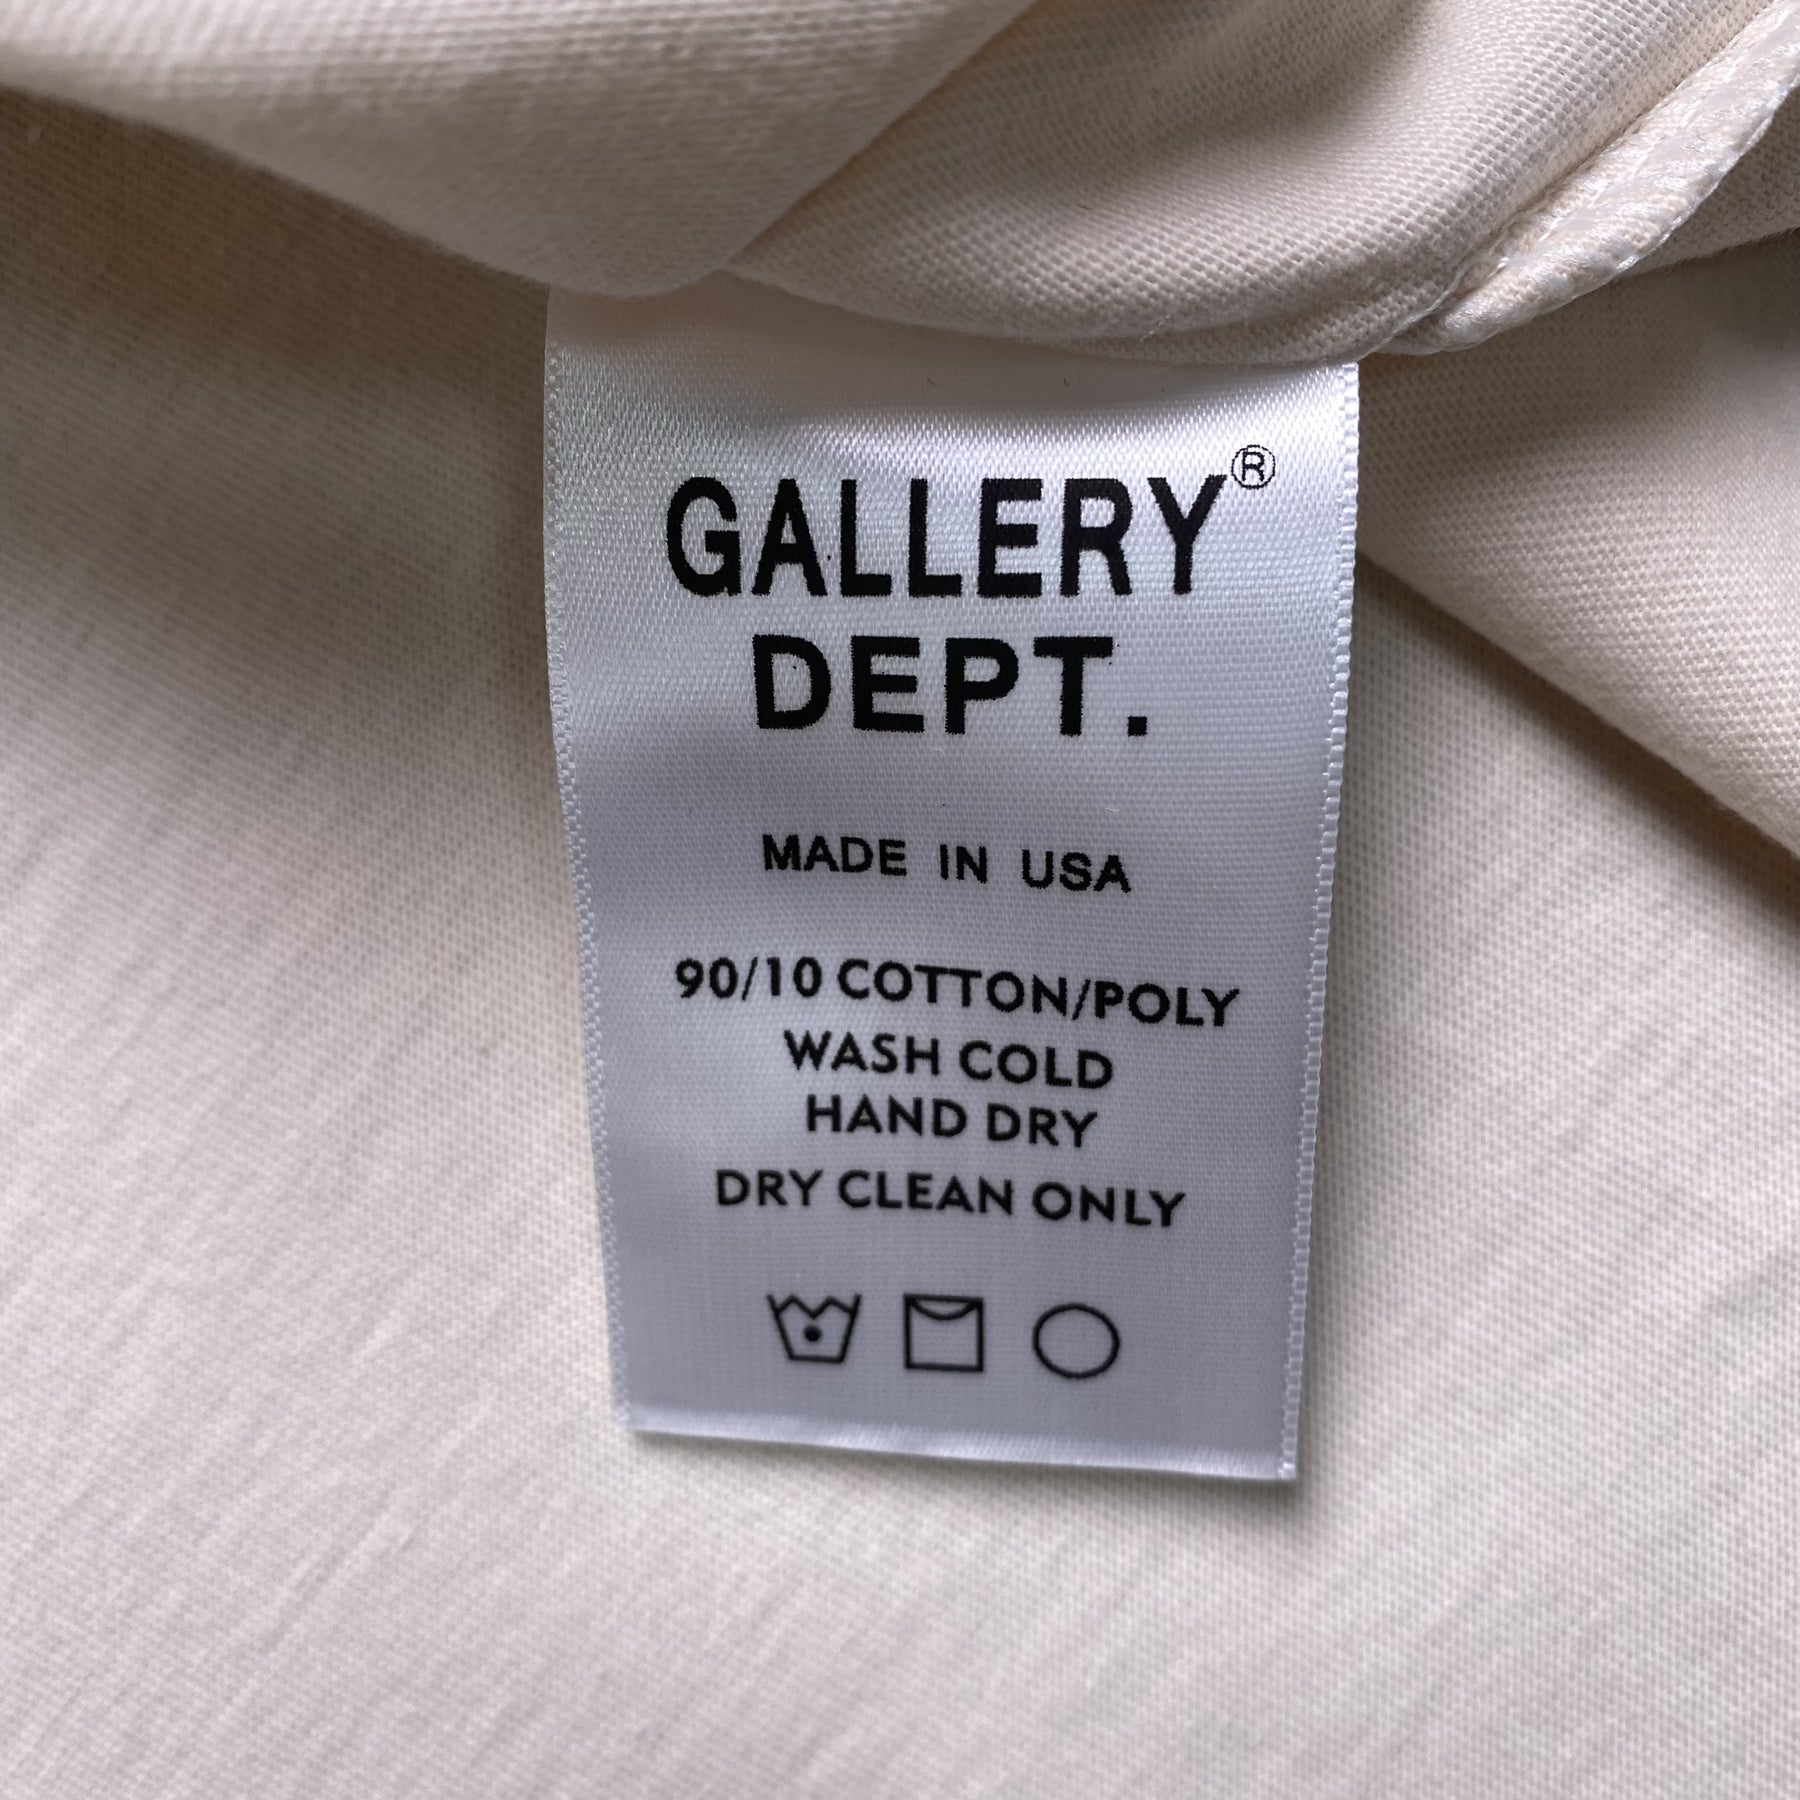 GALLERY®
DEPT.
MADE IN USA
90/10 COTTON/POLY
WASH COLD
HAND DRY
DRY CLEAN ONLY